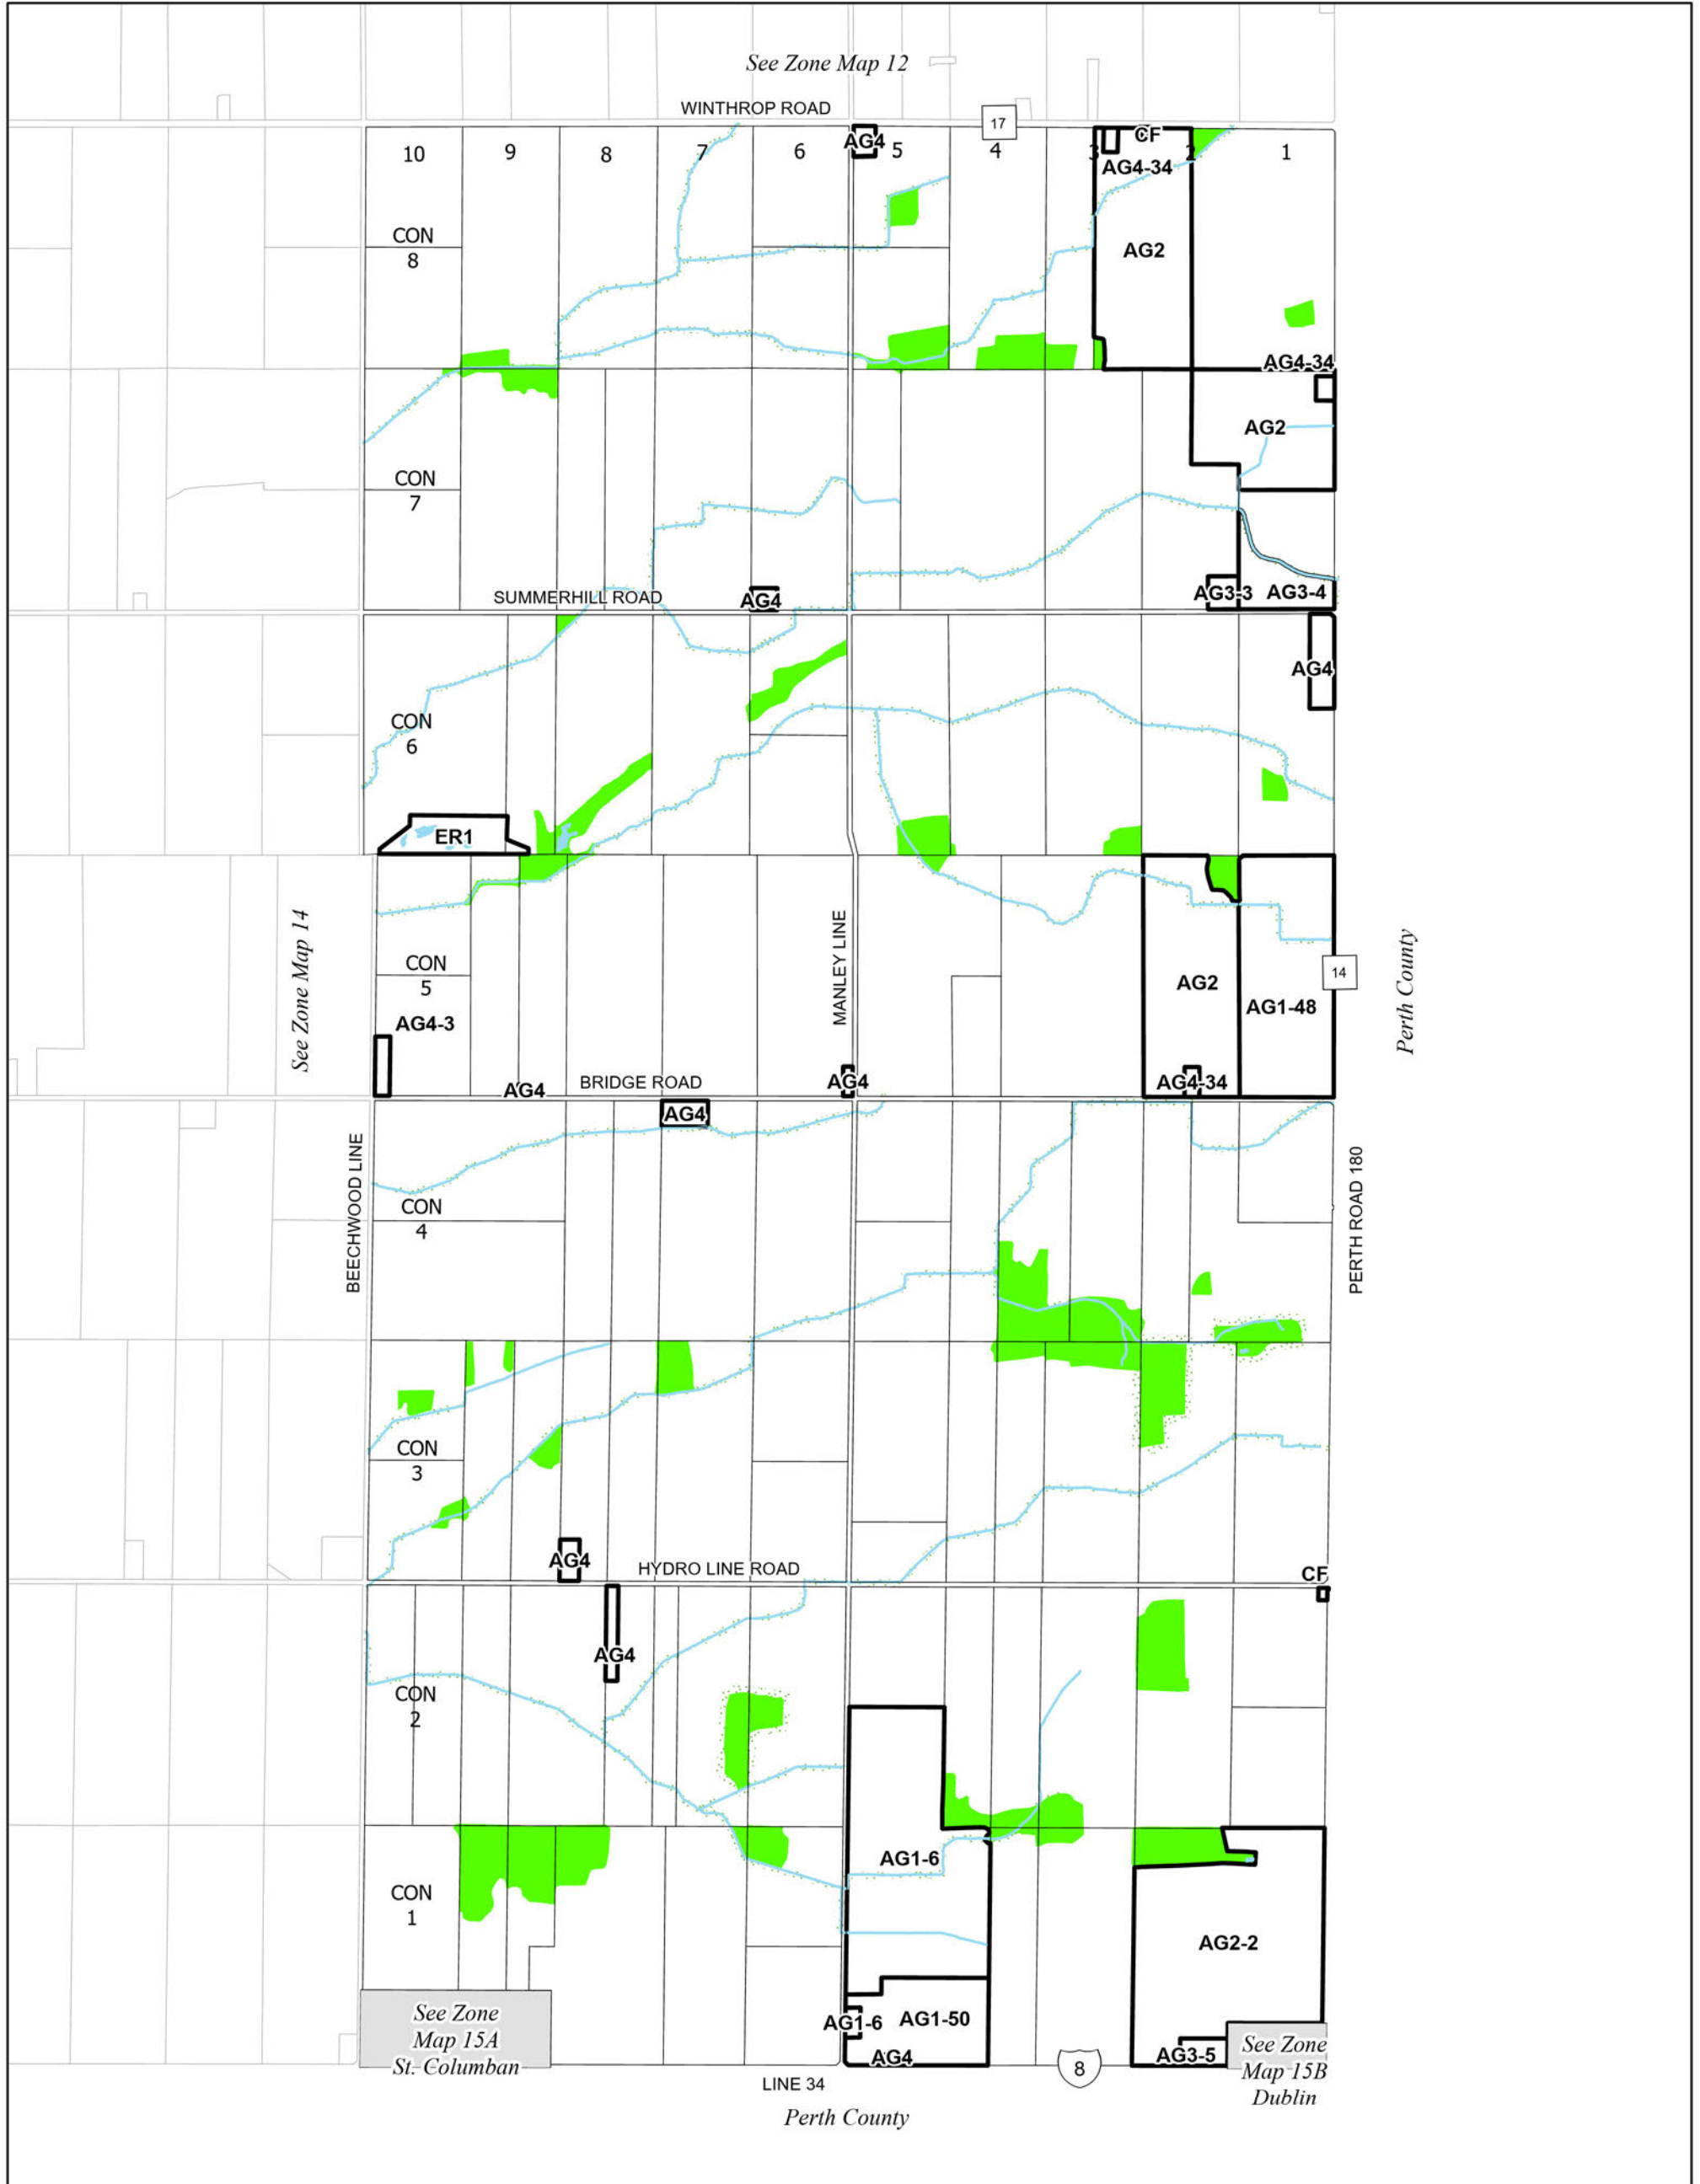 See Zone Map 12
WINTHROP ROAD
17
10 9 8 7 6 AG4 5 4 3 CF 2 1
AG4-34
CON
8
AG2
AG4-34
AG2
CON
7
SUMMERHILL ROAD
AG4
AG3-3 AG3-4
AG4
CON
6
ER1
See Zone Map 14
MANLEY LINE
Perth County
14
CON
5
AG2
AG1-48
AG4-3
AG4
BRIDGE ROAD
AG4
AG4-34
AG4
BEECHWOOD LINE
PERTH ROAD 180
CON
4
CON
3
AG4
HYDRO LINE ROAD
CF
AG4
CON
2
AG1-6
CON
1
AG2-2
See Zone
Map 15A
St. Columban
AG1-6 AG1-50
AG4
8
AG3-5
See Zone
Map 15B
Dublin
LINE 34
Perth County